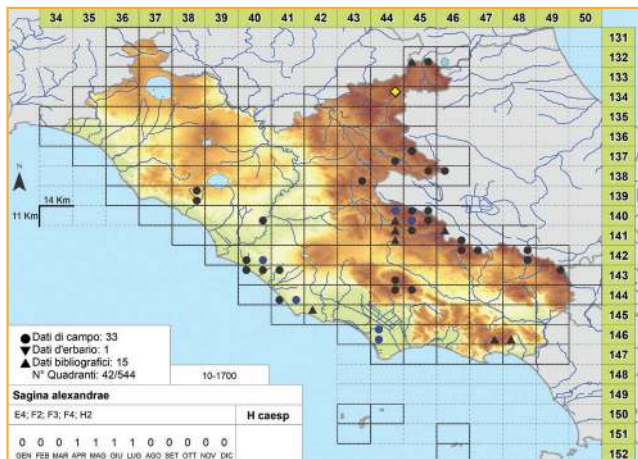 34 35 36 37 38 39 40 41 42 43 44 45 46 47 48 49 50
131
132
133
134
135
136
137
138
139
140
141
142
143
144
145
146
147
148
149
150
151
152
N
14 Km
11 Km
Dati di campo: 33
Dati d'erbario: 1
Dati bibliografici: 15
N° Quadranti: 42/544
10-1700
Sagina alexandrae
E4; F2; F3; F4; H2
H caesp
0 0 0 1 1 1 1 0 0 0 0 0
GEN FEB MAR APR MAG GIU LUG AGO SET OTT NOV DIC